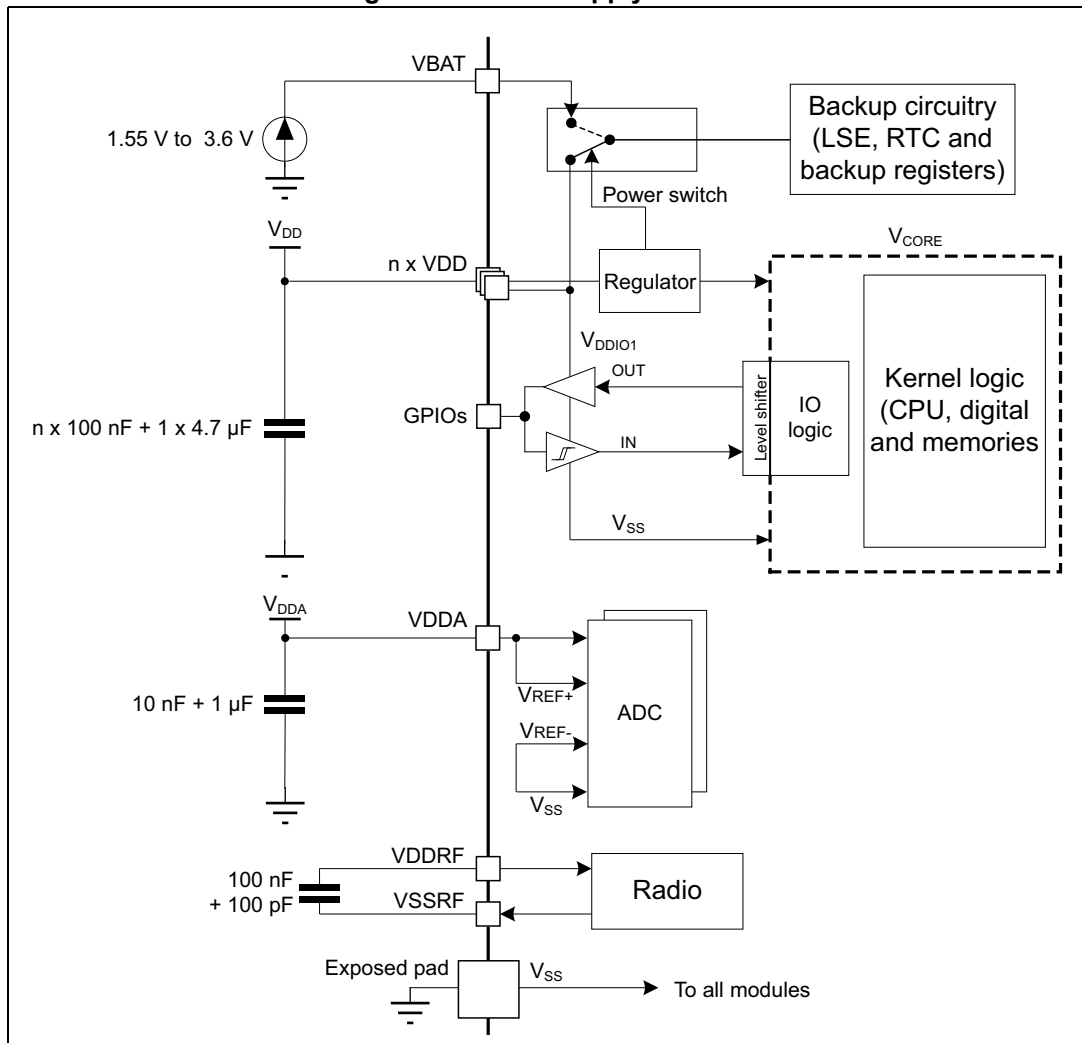 VBAT
1.55 V to 3.6 V
Backup circuitry
(LSE, RTC and
backup registers)
Power switch
VDD
n x VDD
Regulator
VCORE
VDDIO1
OUT
GPIOs
IN
Level shifter
IO
logic
Kernel logic
(CPU, digital
and memories
n x 100 nF + 1 x 4.7 µF
VSS
VDDA
VDDA
10 nF + 1 µF
VREF+
VREF-
VSS
ADC
VDDRF
100 nF
+ 100 pF
VSSRF
Radio
Exposed pad
VSS
To all modules